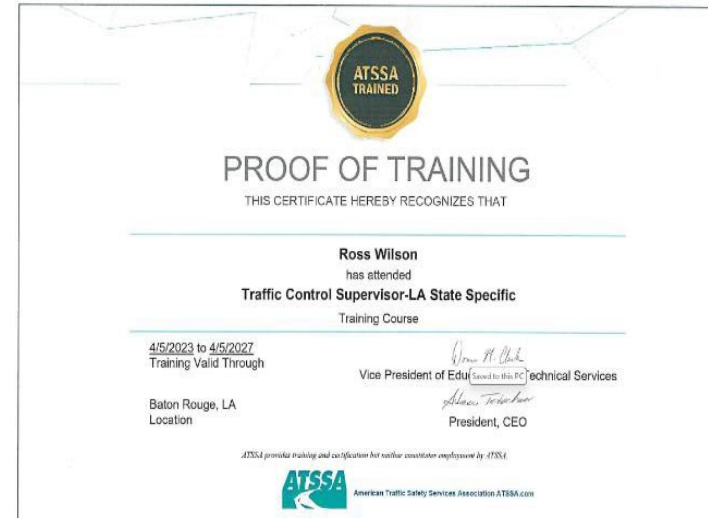 ATSSA
TRAINED
PROOF OF TRAINING
THIS CERTIFICATE HEREBY RECOGNIZES THAT
Ross Wilson
has attended
Traffic Control Supervisor-LA State Specific
Training Course
4/5/2023 to 4/5/2027
Training Valid Through
Vice President of Edu Saved to this PC echnical Services
Baton Rouge, LA
Location
President, CEO
ATSSA provides training and certification but neither constitutes employment by ATSSA.
ATSSA
American Traffic Safety Services Association ATSSA.com